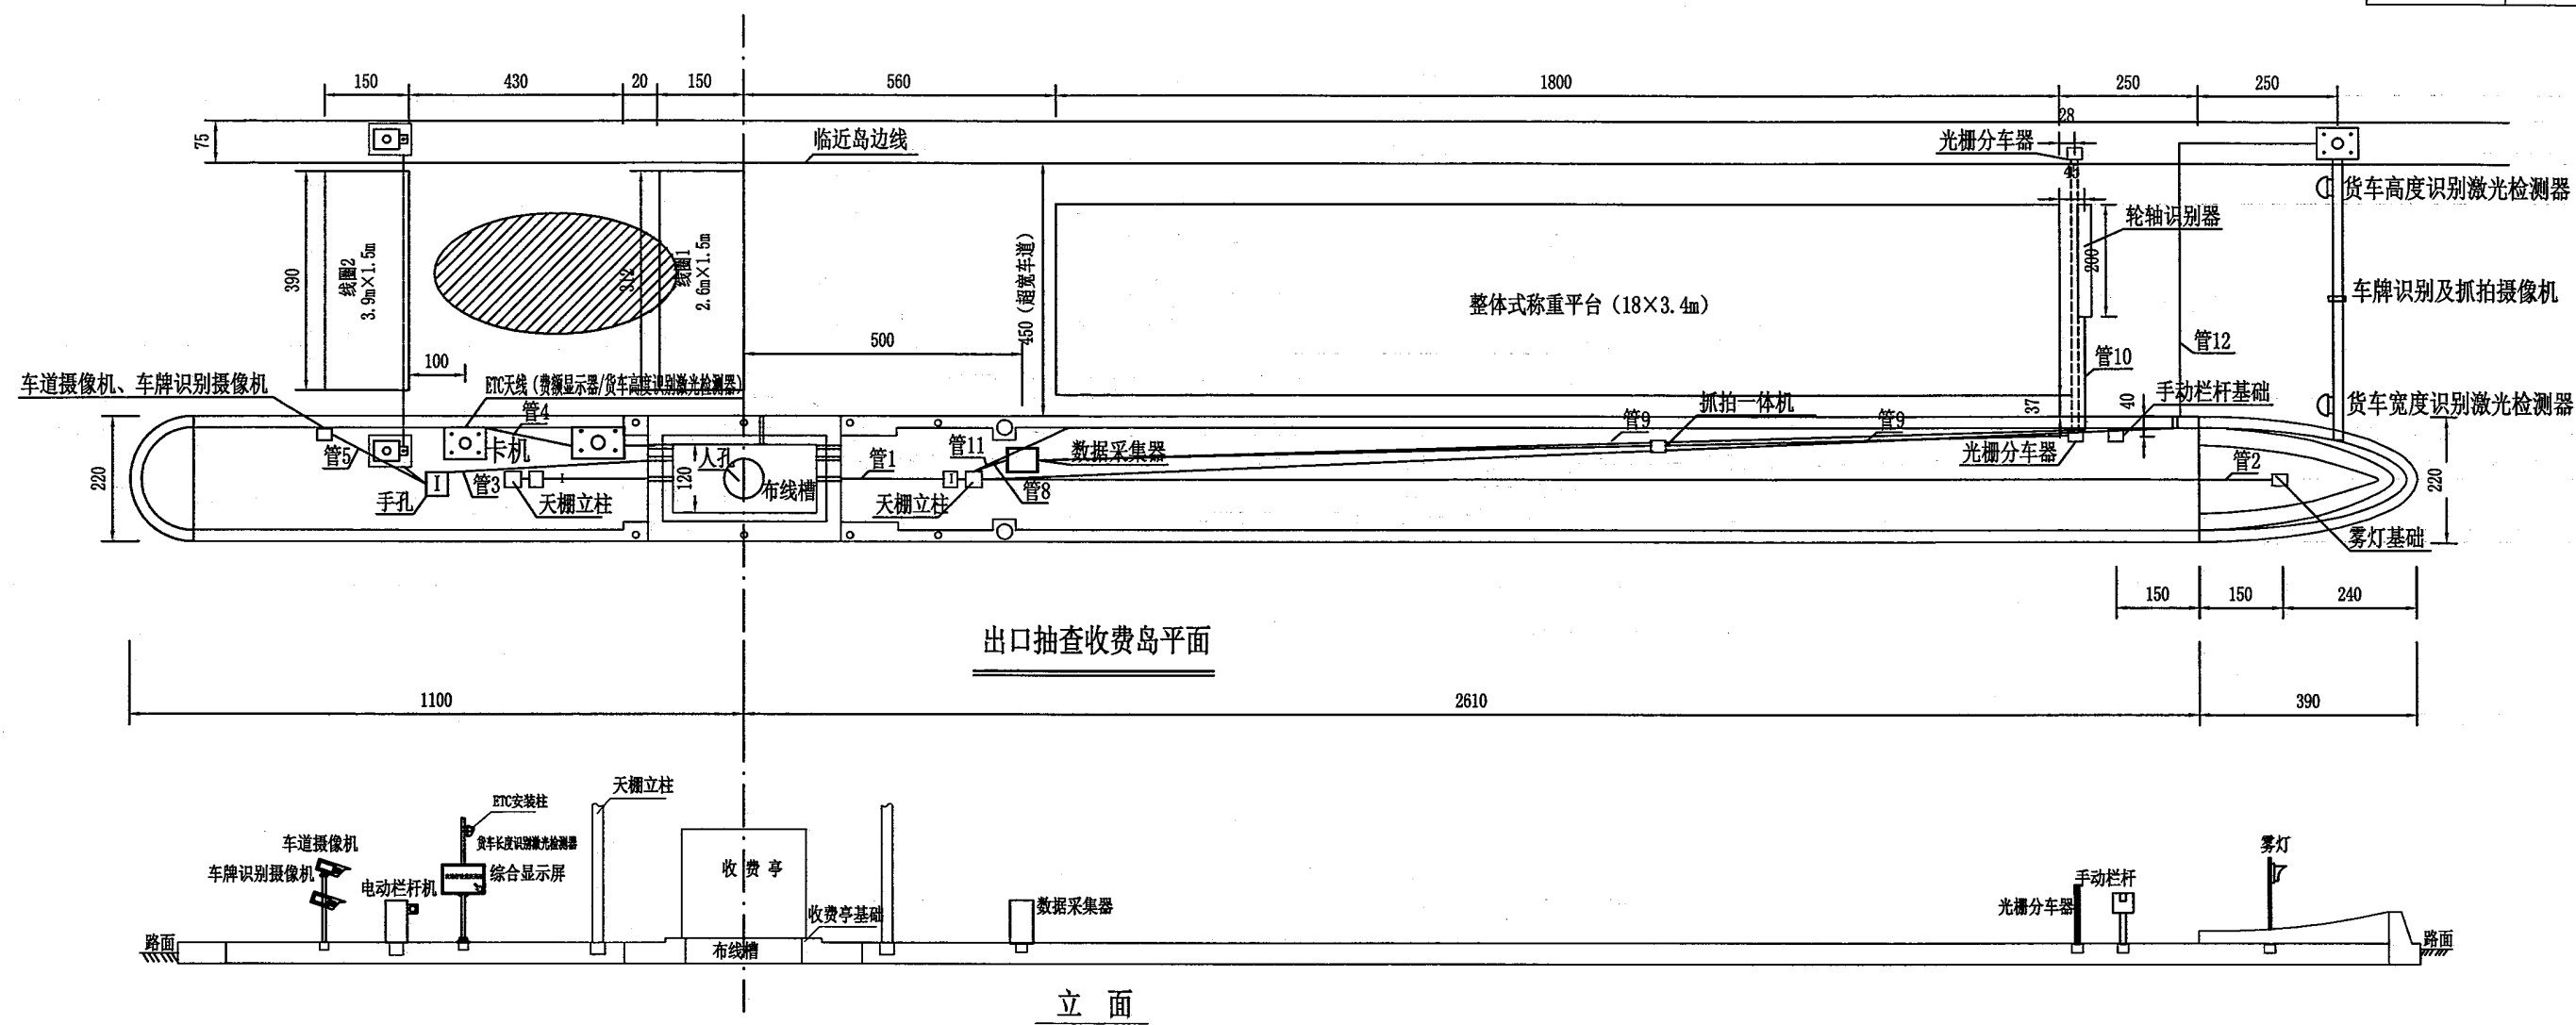 150
430
20
150
560
1800
250
250
28
75
临近岛边线
光栅分车器
45
货车高度识别激光检测器
轮轴识别器
390
线圈2
3.9m×1.5m
312
线圈1
2.6m×1.5m
450(超宽车道)
整体式称重平台(18×3.4m)
200
车牌识别及抓拍摄像机
500
管12
管10
100
车道摄像机、车牌识别摄像机
ETC天线(费额显示器/货车高度识别激光检测器)
手动栏杆基础
管4
抓拍一体机
37
40
货车宽度识别激光检测器
管9
管9
卡机
管11
数据采集器
光栅分车器
管5
人孔
管1
管2
220
120
220
管3
布线槽
管8
手孔
I
I
I
天棚立柱
天棚立柱
雾灯基础
150
150
240
出口抽查收费岛平面
1100
2610
390
天棚立柱
ETC安装柱
车道摄像机
货车长度识别激光检测器
车牌识别摄像机
综合显示屏
电动栏杆机
收费亭
雾灯
手动栏杆
光栅分车器
数据采集器
收费亭基础
路面
布线槽
路面
立面